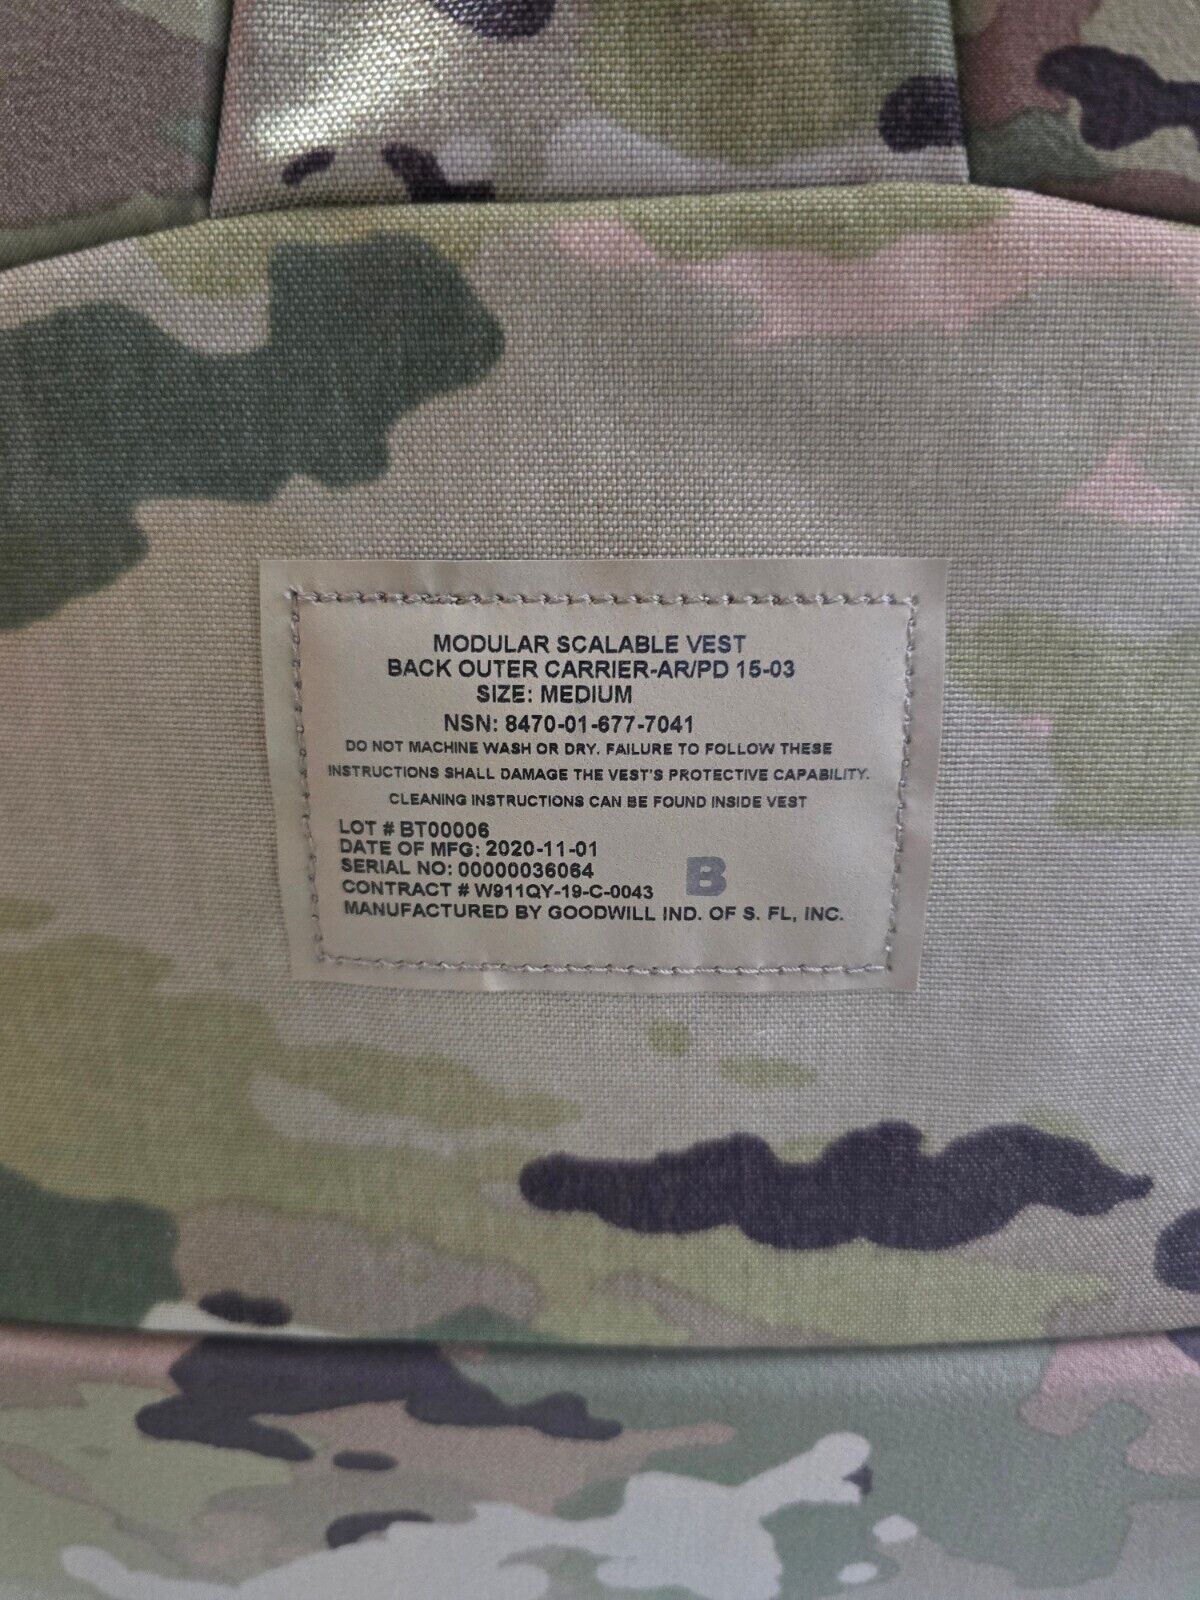 MODULAR SCALABLE VEST
BACK OUTER CARRIER-AR/PD 15-03
SIZE: MEDIUM
NSN: 8470-01-677-7041
DO NOT MACHINE WASH OR DRY. FAILURE TO FOLLOW THESE
INSTRUCTIONS SHALL DAMAGE THE VEST'S PROTECTIVE CAPABILITY.
CLEANING INSTRUCTIONS CAN BE FOUND INSIDE VEST
LOT # BT00006
DATE OF MFG: 2020-11-01
SERIAL NO: 00000036064
CONTRACT # W911QY-19-C-0043
B
MANUFACTURED BY GOODWILL IND. OF S. FL, INC.